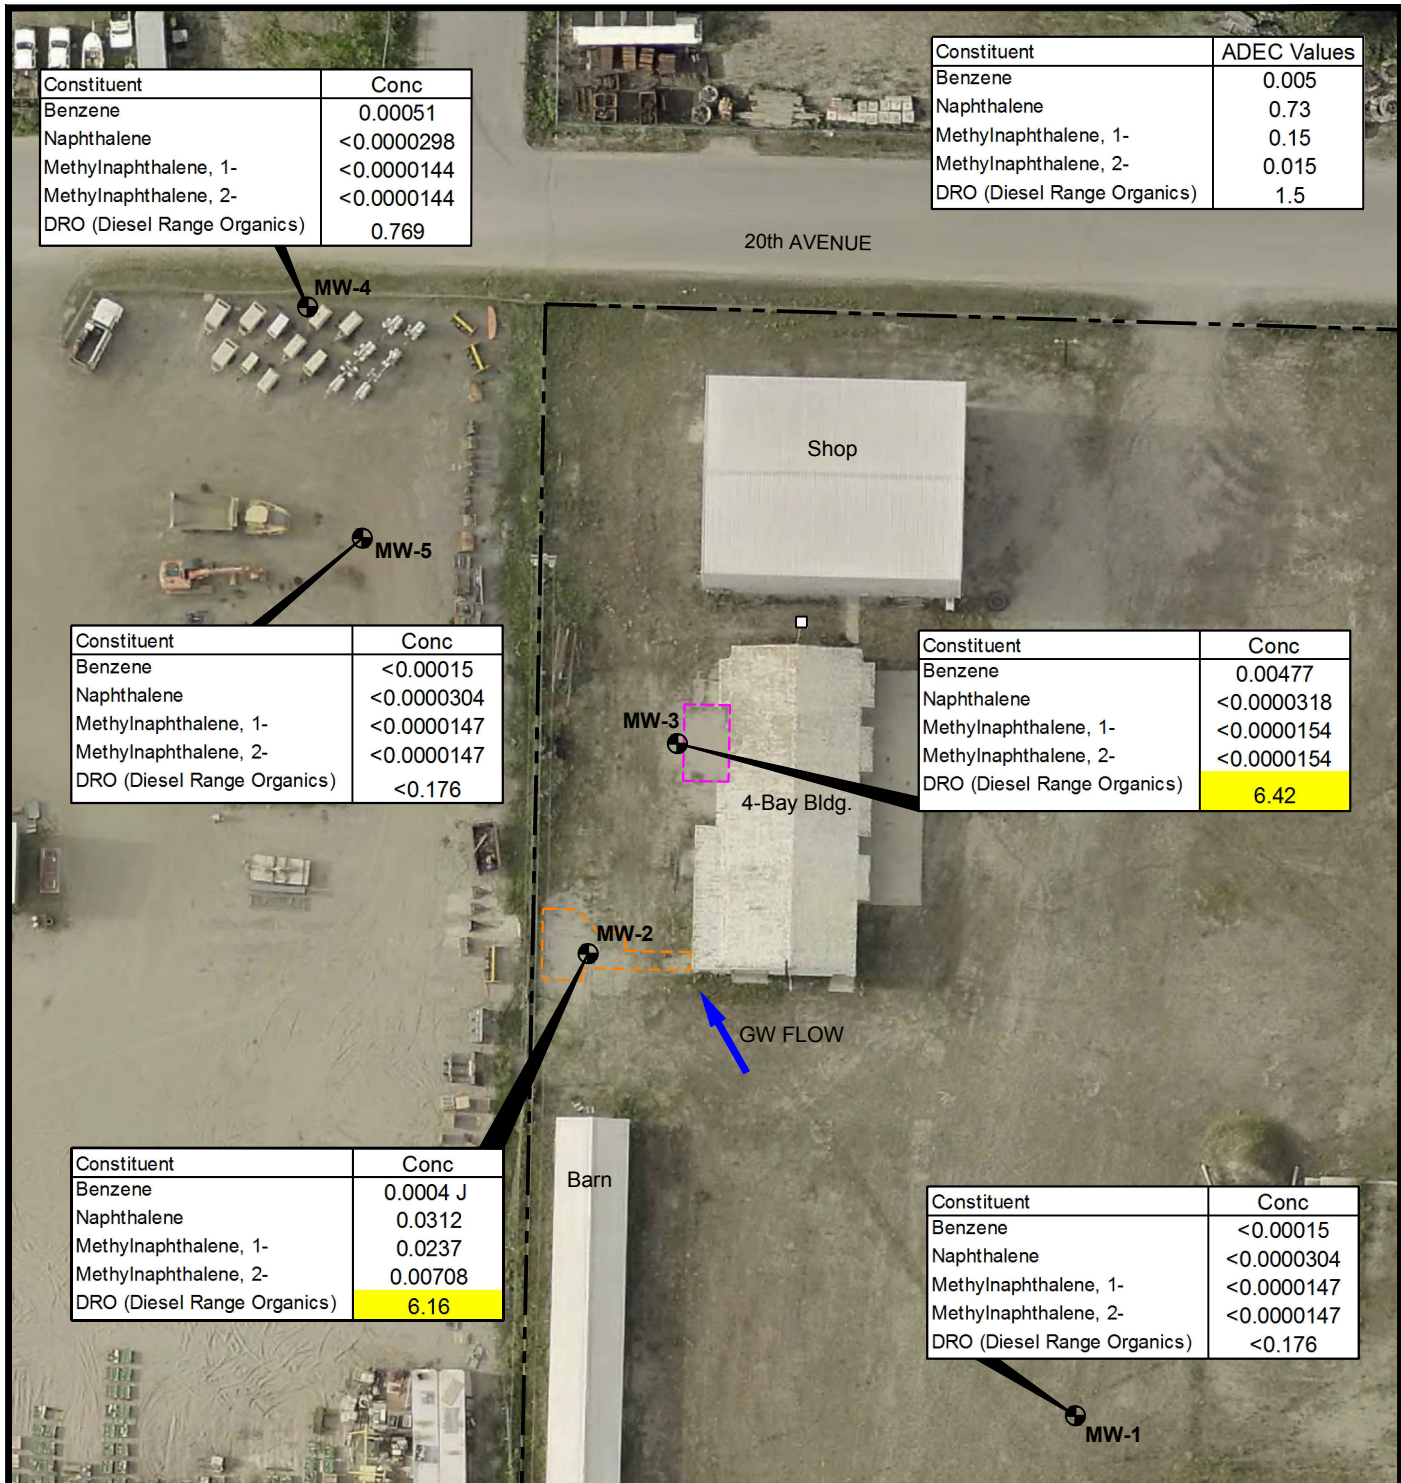 Constituent Conc
Benzene 0.00051
Naphthalene <0.0000298
Methylnaphthalene, 1- <0.0000144
Methylnaphthalene, 2- <0.0000144
DRO (Diesel Range Organics) 0.769
Constituent ADEC Values
Benzene 0.005
Naphthalene 0.73
Methylnaphthalene, 1- 0.15
Methylnaphthalene, 2- 0.015
DRO (Diesel Range Organics) 1.5
20th AVENUE
MW-4
Shop
MW-5
Constituent Conc
Benzene <0.00015
Naphthalene <0.0000304
Methylnaphthalene, 1- <0.0000147
Methylnaphthalene, 2- <0.0000147
DRO (Diesel Range Organics) <0.176
Constituent Conc
Benzene 0.00477
Naphthalene <0.0000318
Methylnaphthalene, 1- <0.0000154
Methylnaphthalene, 2- <0.0000154
DRO (Diesel Range Organics) 6.42
MW-3
4-Bay Bldg.
MW-2
GW FLOW
Constituent Conc
Benzene 0.0004 J
Naphthalene 0.0312
Methylnaphthalene, 1- 0.0237
Methylnaphthalene, 2- 0.00708
DRO (Diesel Range Organics) 6.16
Barn
Constituent Conc
Benzene <0.00015
Naphthalene <0.0000304
Methylnaphthalene, 1- <0.0000147
Methylnaphthalene, 2- <0.0000147
DRO (Diesel Range Organics) <0.176
MW-1